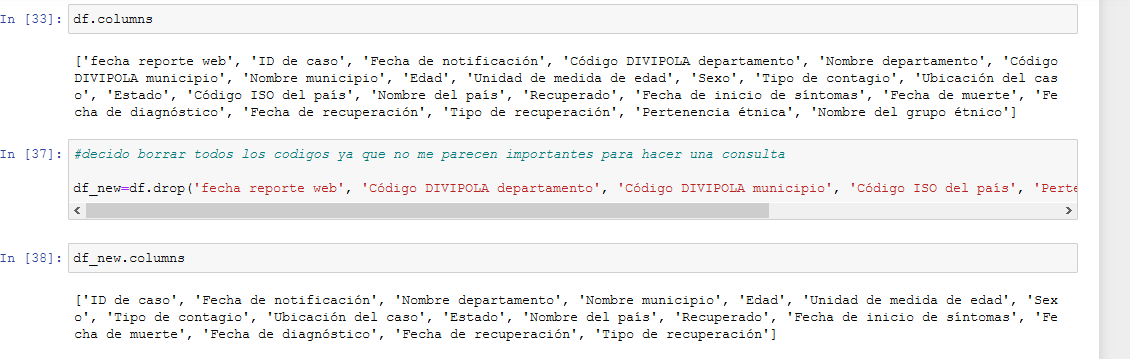 In [33]: df.columns
['fecha reporte web', 'ID de caso', 'Fecha de notificación', 'Código DIVIPOLA departamento', 'Nombre departamento', 'Código
DIVIPOLA municipio', 'Nombre municipio', 'Edad', 'Unidad de medida de edad', 'Sexo', 'Tipo de contagio', 'Ubicación del cas
o', 'Estado', 'Código ISO del país', 'Nombre del país', 'Recuperado', 'Fecha de inicio de síntomas', 'Fecha de muerte', 'Fe
cha de diagnóstico', 'Fecha de recuperación', 'Tipo de recuperación', 'Pertenencia étnica', 'Nombre del grupo étnico']
In [37]: #decido borrar todos los codigos ya que no me parecen importantes para hacer una consulta
df_new=df.drop('fecha reporte web', 'Código DIVIPOLA departamento', 'Código DIVIPOLA municipio', 'Código ISO del país', 'Perte
In [38]: df_new.columns
['ID de caso', 'Fecha de notificación', 'Nombre departamento', 'Nombre municipio', 'Edad', 'Unidad de medida de edad', 'Sex
o', 'Tipo de contagio', 'Ubicación del caso', 'Estado', 'Nombre del país', 'Recuperado', 'Fecha de inicio de síntomas', 'Fe
cha de muerte', 'Fecha de diagnóstico', 'Fecha de recuperación', 'Tipo de recuperación']